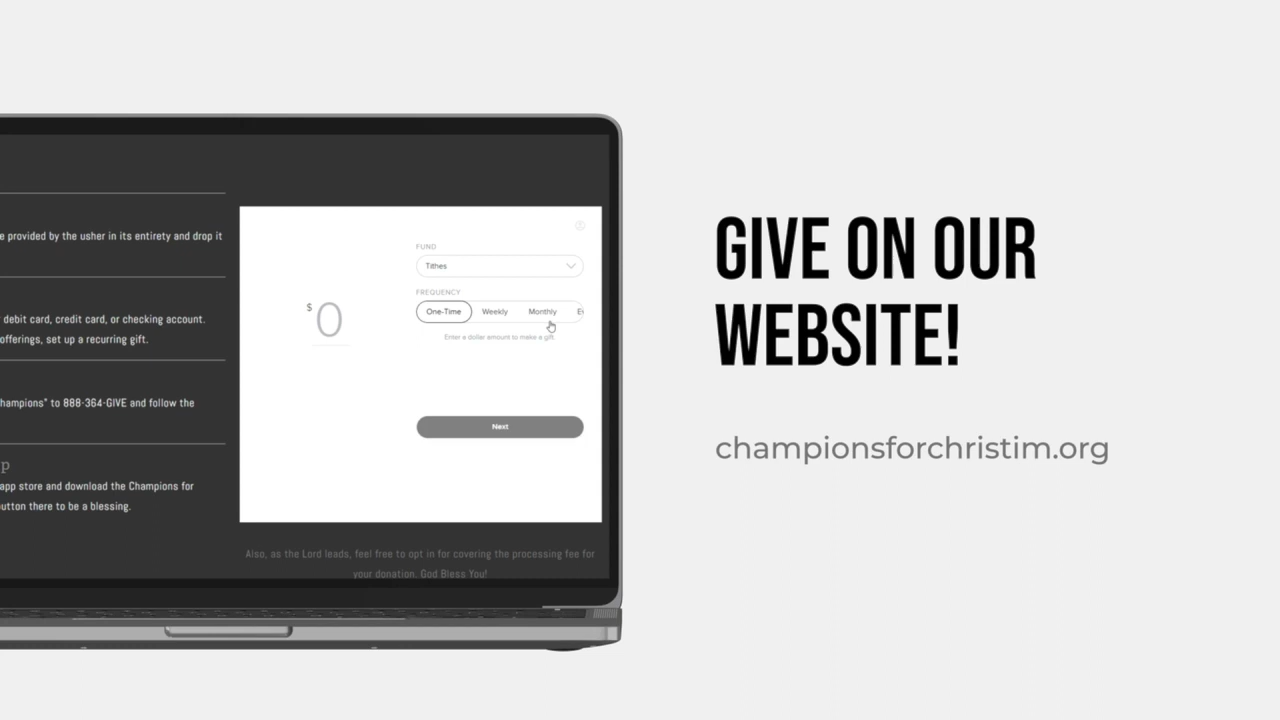 e provided by the usher in its entirety and drop it
debit card, credit card, or checking account.
offerings, set up a recurring gift.
hampions" to 888-364-GIVE and follow the
p
app store and download the Champions for
utton there to be a blessing.
$ 0
FUND
Tithes
FREQUENCY
One-Time Weekly Monthly
Enter a dollar amount to make a gift.
Next
Also, as the Lord leads, feel free to opt in for covering the processing fee for
your donation. God Bless You!
GIVE ON OUR
WEBSITE!
championsforchristim.org